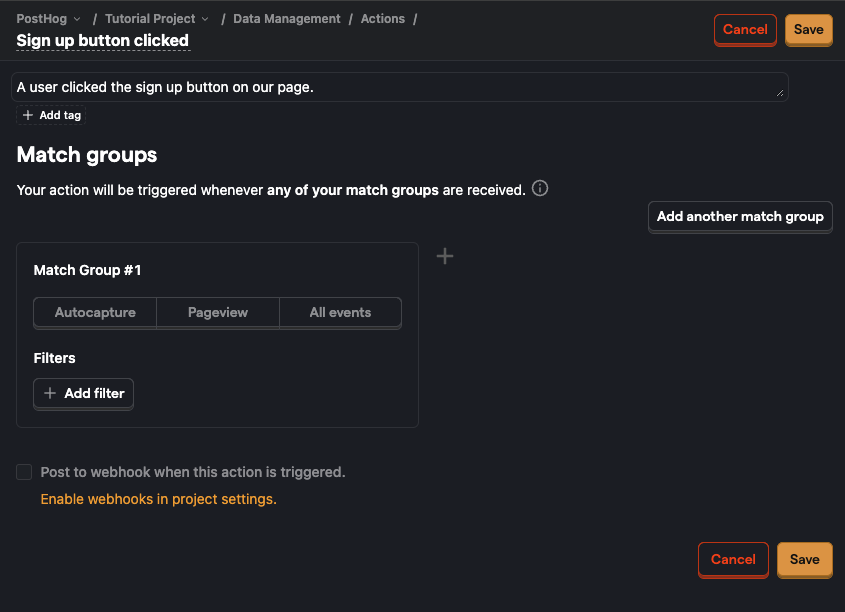 PostHog / Tutorial Project / Data Management / Actions /
Sign up button clicked
Cancel Save
A user clicked the sign up button on our page.
+ Add tag
Match groups
Your action will be triggered whenever any of your match groups are received.
Add another match group
Match Group #1
Autocapture Pageview All events
Filters
+ Add filter
Post to webhook when this action is triggered.
Enable webhooks in project settings.
Cancel Save